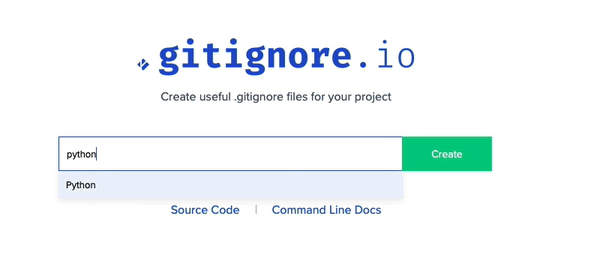 .gitignore.io
Create useful .gitignore files for your project
python
Create
Python
Source Code | Command Line Docs